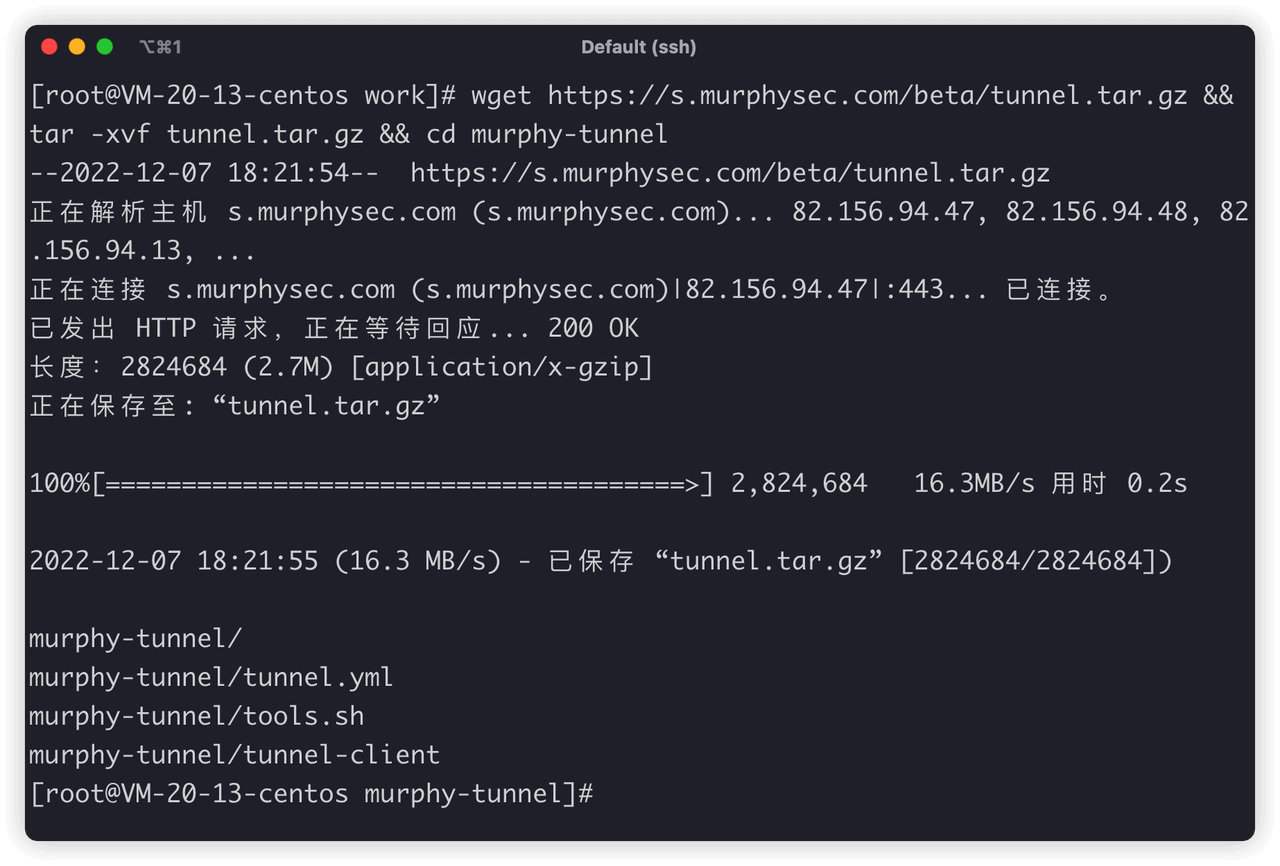 ⌥⌘1
Default (ssh)
[root@VM-20-13-centos work]# wget https://s.murphysec.com/beta/tunnel.tar.gz &&
tar -xvf tunnel.tar.gz && cd murphy-tunnel
--2022-12-07 18:21:54--  https://s.murphysec.com/beta/tunnel.tar.gz
正在解析主机 s.murphysec.com (s.murphysec.com)... 82.156.94.47, 82.156.94.48, 82
.156.94.13, ...
正在连接 s.murphysec.com (s.murphysec.com)|82.156.94.47|:443... 已连接。
已发出 HTTP 请求，正在等待回应... 200 OK
长度：2824684 (2.7M) [application/x-gzip]
正在保存至: “tunnel.tar.gz”
100%[======================================>] 2,824,684   16.3MB/s 用时 0.2s
2022-12-07 18:21:55 (16.3 MB/s) - 已保存 “tunnel.tar.gz” [2824684/2824684])
murphy-tunnel/
murphy-tunnel/tunnel.yml
murphy-tunnel/tools.sh
murphy-tunnel/tunnel-client
[root@VM-20-13-centos murphy-tunnel]#